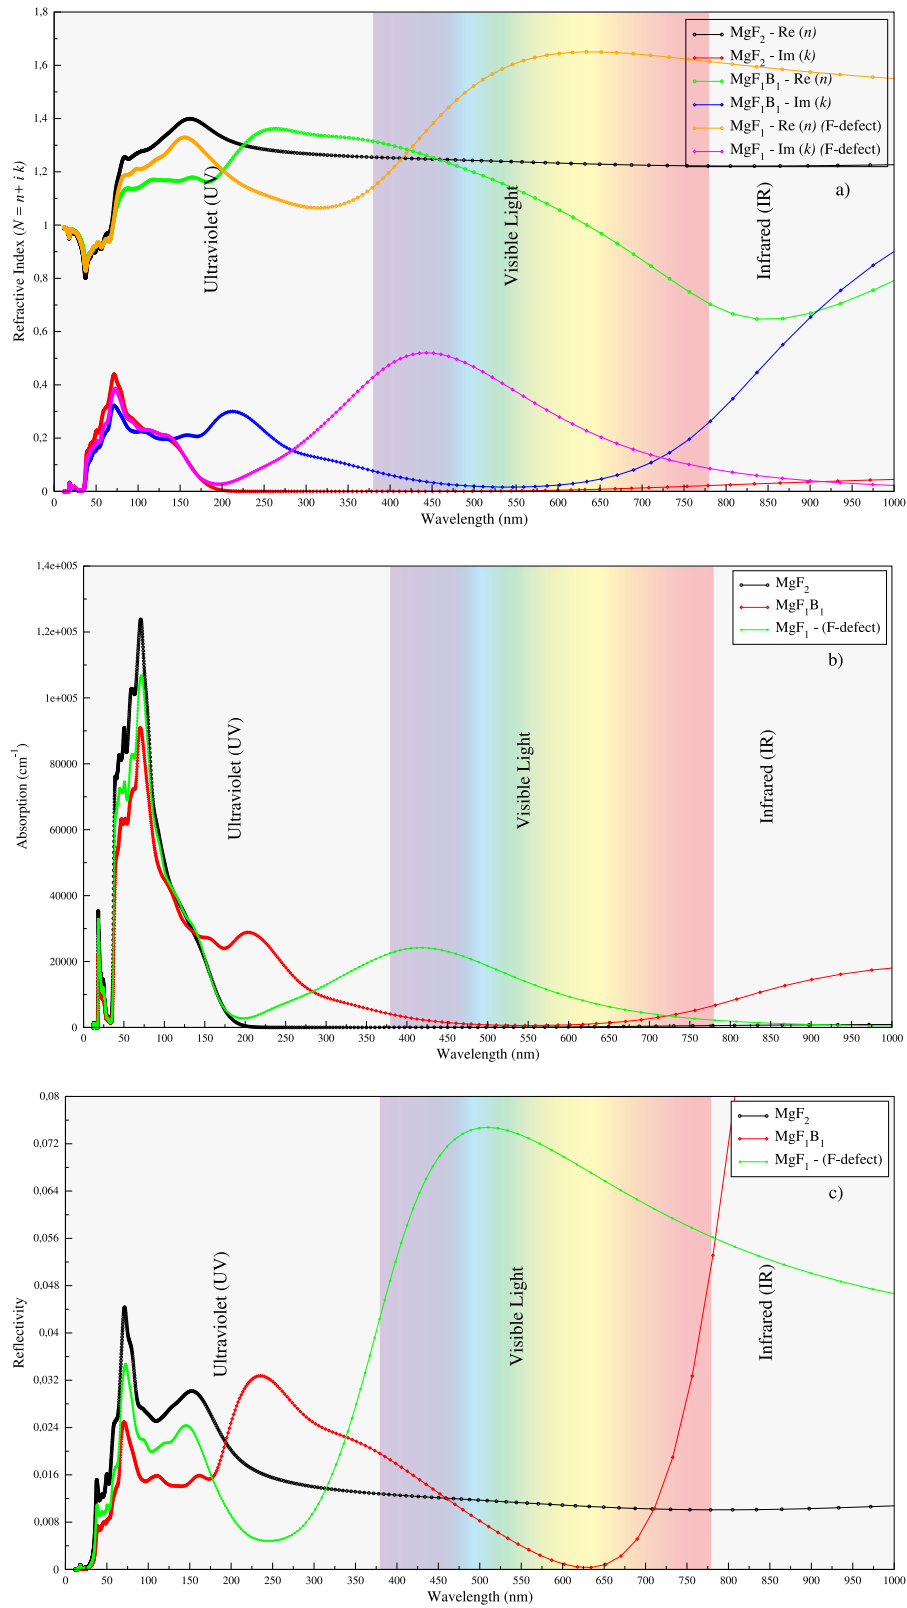 1,8
1,6
1,4
1,2
1
0,8
0,6
0,4
0,2
0
Refractive Index (N = n+ i k)
MgF2 - Re (n)
MgF2 - Im (k)
MgF1B1 - Re (n)
MgF1B1 - Im (k)
MgF1 - Re (n) (F-defect)
MgF1 - Im (k) (F-defect)
a)
Ultraviolet (UV)
Visible Light
Infrared (IR)
0 50 100 150 200 250 300 350 400 450 500 550 600 650 700 750 800 850 900 950 1000
Wavelength (nm)
1,4e+005
1,2e+005
1e+005
80000
60000
40000
20000
0
Absorption (cm-1)
MgF2
MgF1B1
MgF1 - (F-defect)
b)
Ultraviolet (UV)
Visible Light
Infrared (IR)
0 50 100 150 200 250 300 350 400 450 500 550 600 650 700 750 800 850 900 950 1000
Wavelength (nm)
0,08
0,072
0,064
0,056
0,048
0,04
0,032
0,024
0,016
0,008
0
Reflectivity
MgF2
MgF1B1
MgF1 - (F-defect)
c)
Ultraviolet (UV)
Visible Light
Infrared (IR)
0 50 100 150 200 250 300 350 400 450 500 550 600 650 700 750 800 850 900 950 1000
Wavelength (nm)